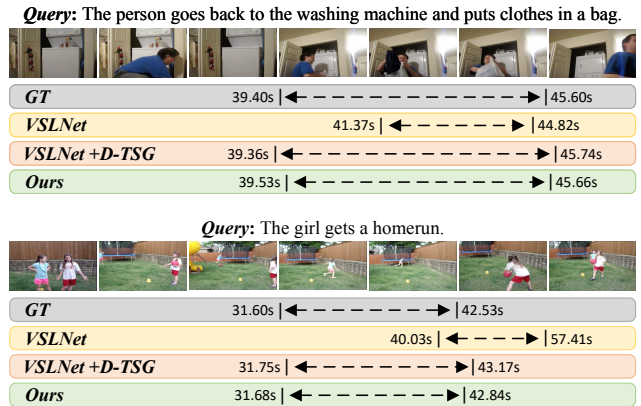 Query: The person goes back to the washing machine and puts clothes in a bag.
GT 39.40s 45.60s
VSLNet 41.37s 44.82s
VSLNet +D-TSG 39.36s 45.74s
Ours 39.53s 45.66s
Query: The girl gets a homerun.
GT 31.60s 42.53s
VSLNet 40.03s 57.41s
VSLNet +D-TSG 31.75s 43.17s
Ours 31.68s 42.84s